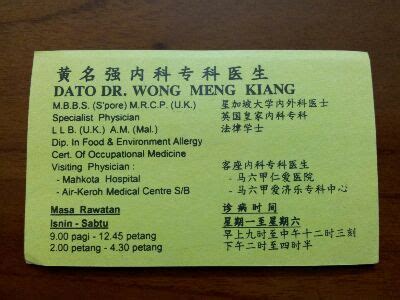 黄名强内科专科医生
DATO DR. WONG MENG KIANG
M.B.B.S. (S'pore) M.R.C.P. (U.K.) 星加坡大学内外科医士
Specialist Physician 英国皇家内科专科
L L B. (U.K.) A.M. (Mal.) 法律学士
Dip. In Food & Environment Allergy
Cert. Of Occupational Medicine
Visiting Physician : 客座内科专科医生
- Mahkota Hospital - 马六甲仁爱医院
- Air-Keroh Medical Centre S/B - 马六甲爱济乐专科中心
Masa Rawatan 诊病时间
Isnin - Sabtu 星期一至星期六
9.00 pagi - 12.45 petang 早上九时至中午十二时三刻
2.00 petang - 4.30 petang 下午二时至四时半